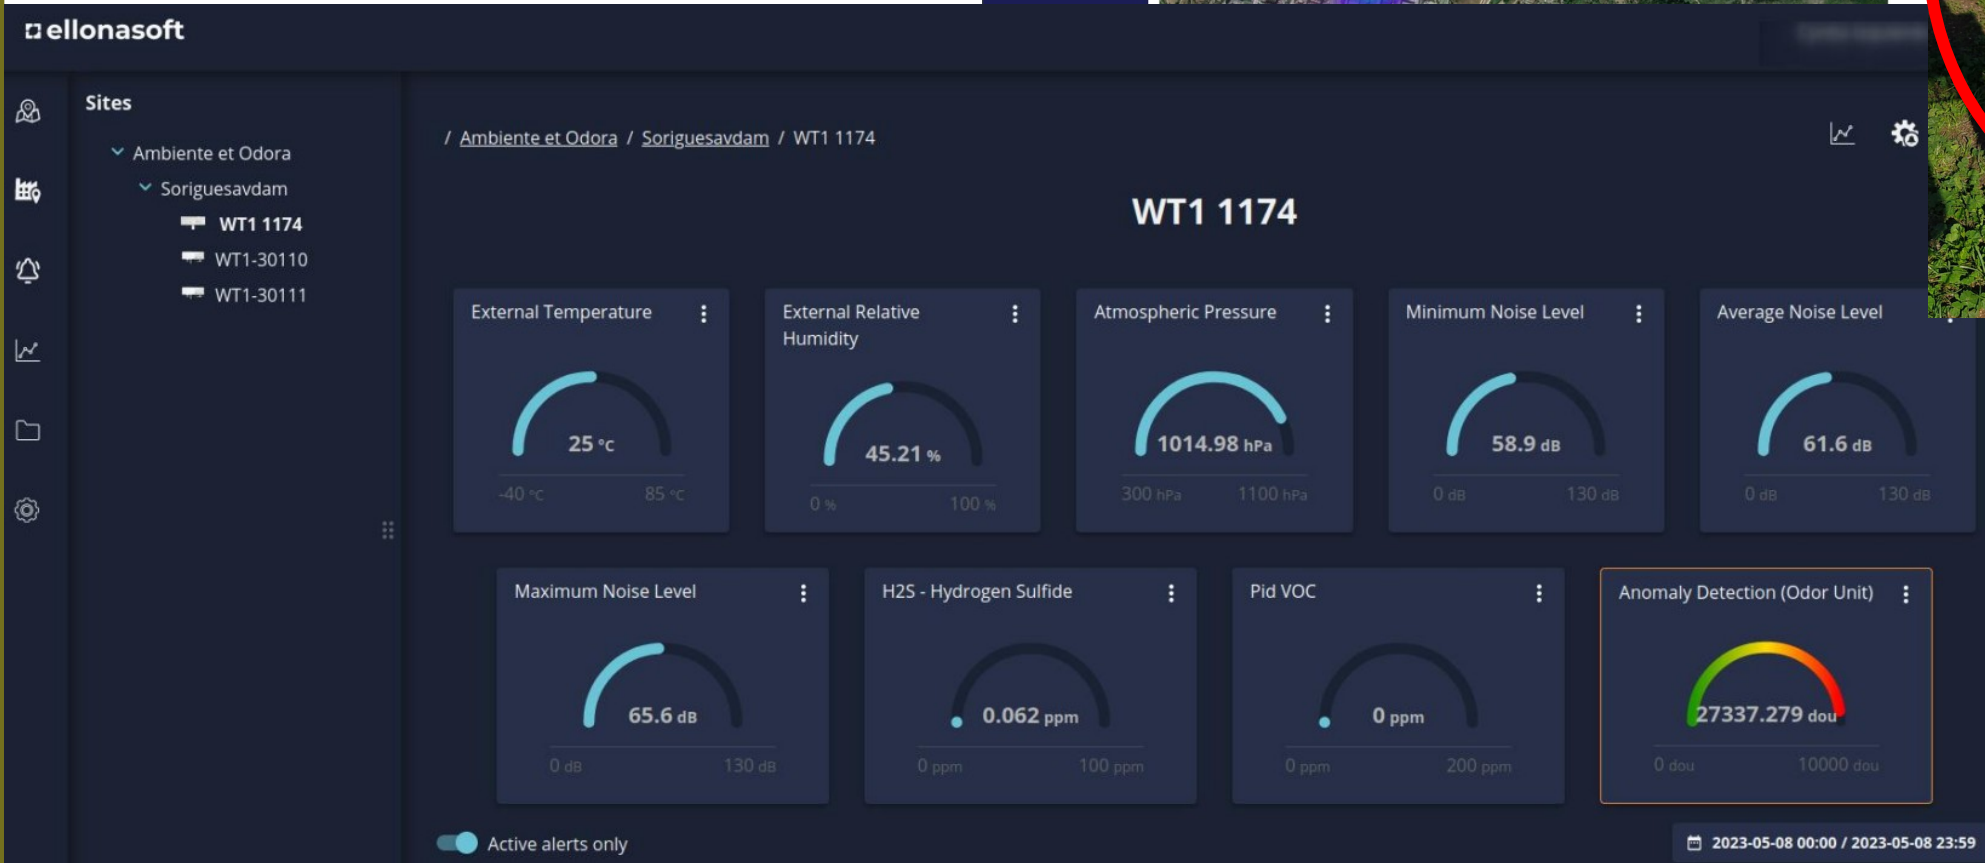 ellonasoft
Sites
Ambiente et Odora
Soriguesavdam
WT1 1174
WT1-30110
WT1-30111
/ Ambiente et Odora / Soriguesavdam / WT1 1174
WT1 1174
External Temperature
25 °C
-40 °C 85 °C
External Relative
Humidity
45.21 %
0 % 100 %
Atmospheric Pressure
1014.98 hPa
300 hPa 1100 hPa
Minimum Noise Level
58.9 dB
0 dB 130 dB
Average Noise Level
61.6 dB
0 dB 130 dB
Maximum Noise Level
65.6 dB
0 dB 130 dB
H2S - Hydrogen Sulfide
0.062 ppm
0 ppm 100 ppm
Pid VOC
0 ppm
0 ppm 200 ppm
Anomaly Detection (Odor Unit)
27337.279 dou
0 dou 10000 dou
Active alerts only
2023-05-08 00:00 / 2023-05-08 23:59